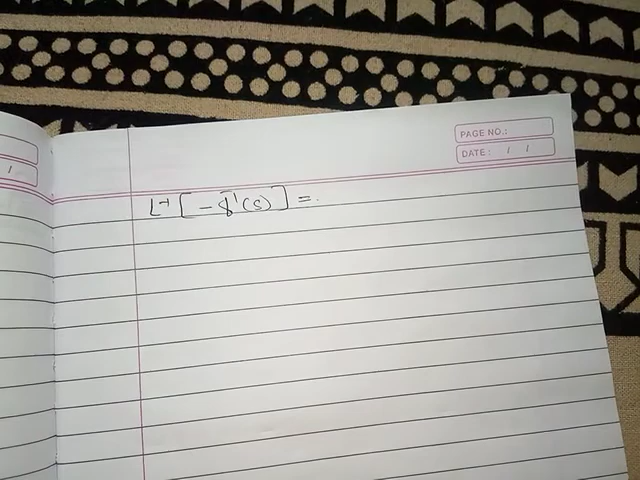 PAGE NO.:
DATE: / /
/
L⁻¹ [ - f̄'(s) ] = .